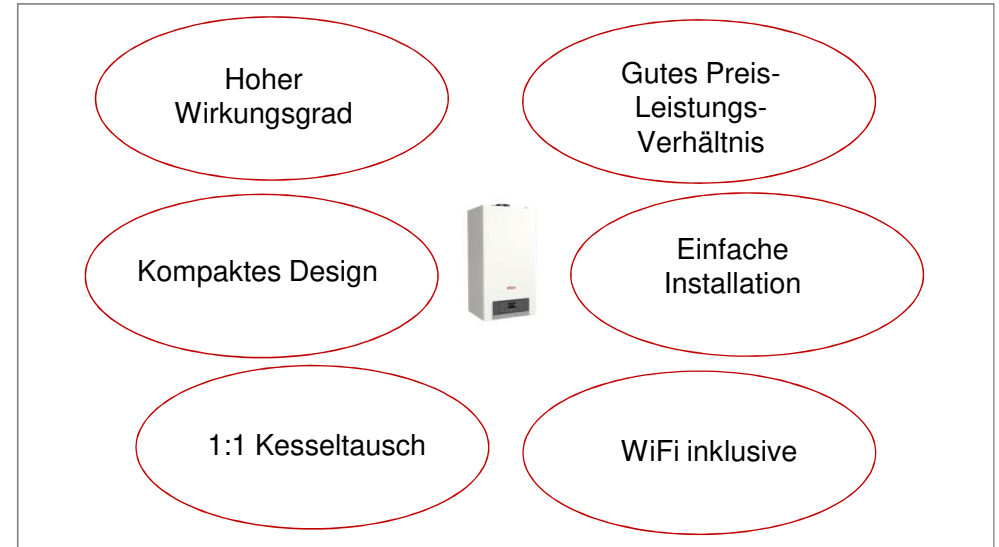 Hoher
Wirkungsgrad
Gutes Preis-
Leistungs-
Verhältnis
Kompaktes Design
Einfache
Installation
1:1 Kesseltausch
WiFi inklusive